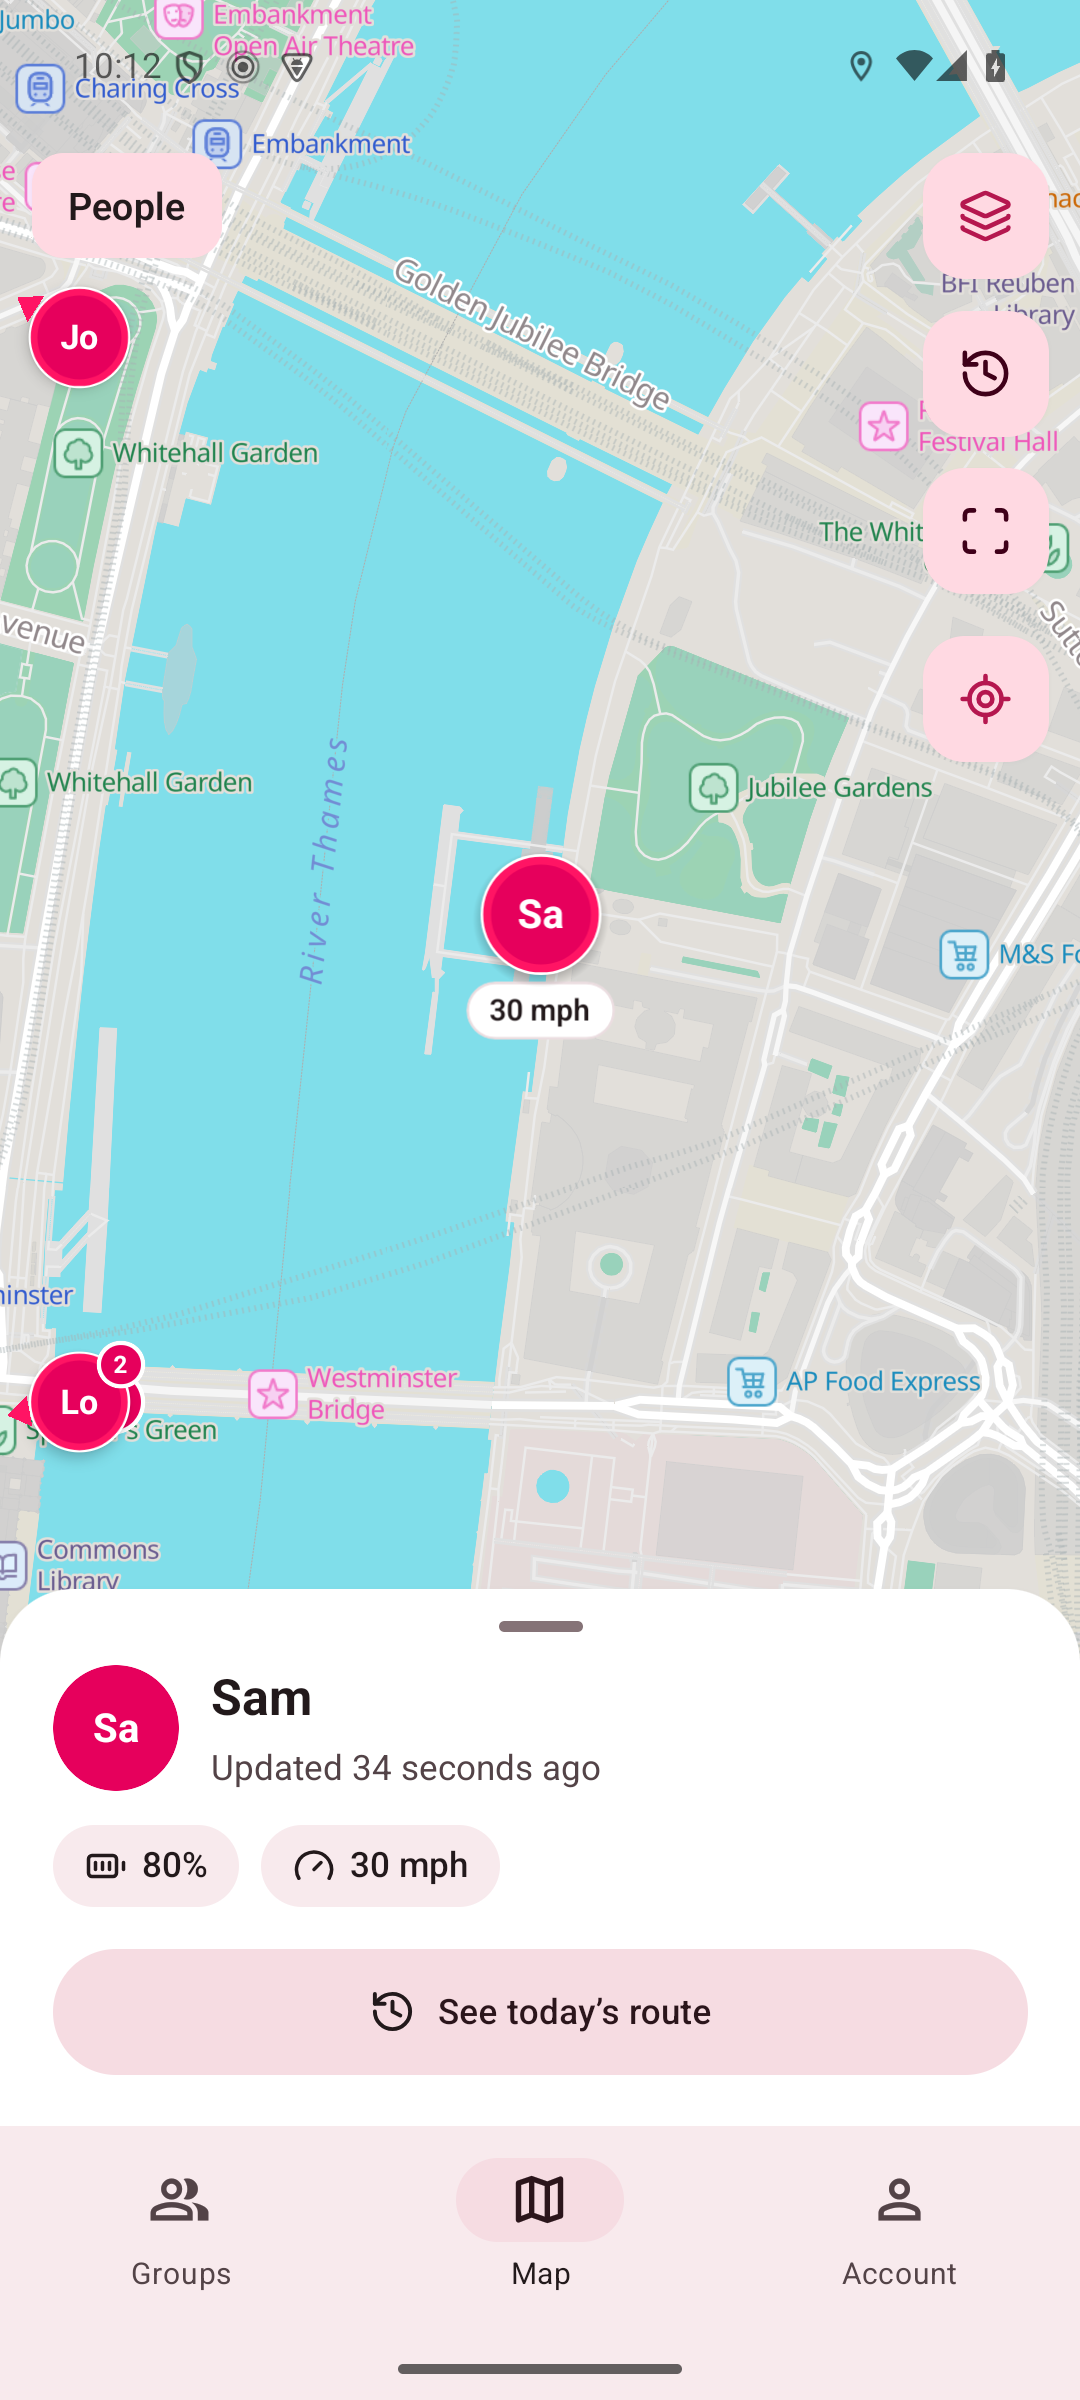 Jumbo
Embankment
Open Air Theatre
10:12
Charing Cross
Embankment
People
Golden Jubilee Bridge
BFI Reuben
Library
Jo
Festival Hall
Whitehall Garden
The Whit
venue
Whitehall Garden
Jubilee Gardens
River Thames
Sa
M&S Fo
30 mph
minster
2
Lo
Westminster
Bridge
AP Food Express
s Green
Commons
Library
Sa
Sam
Updated 34 seconds ago
80%
30 mph
See today’s route
Groups
Map
Account